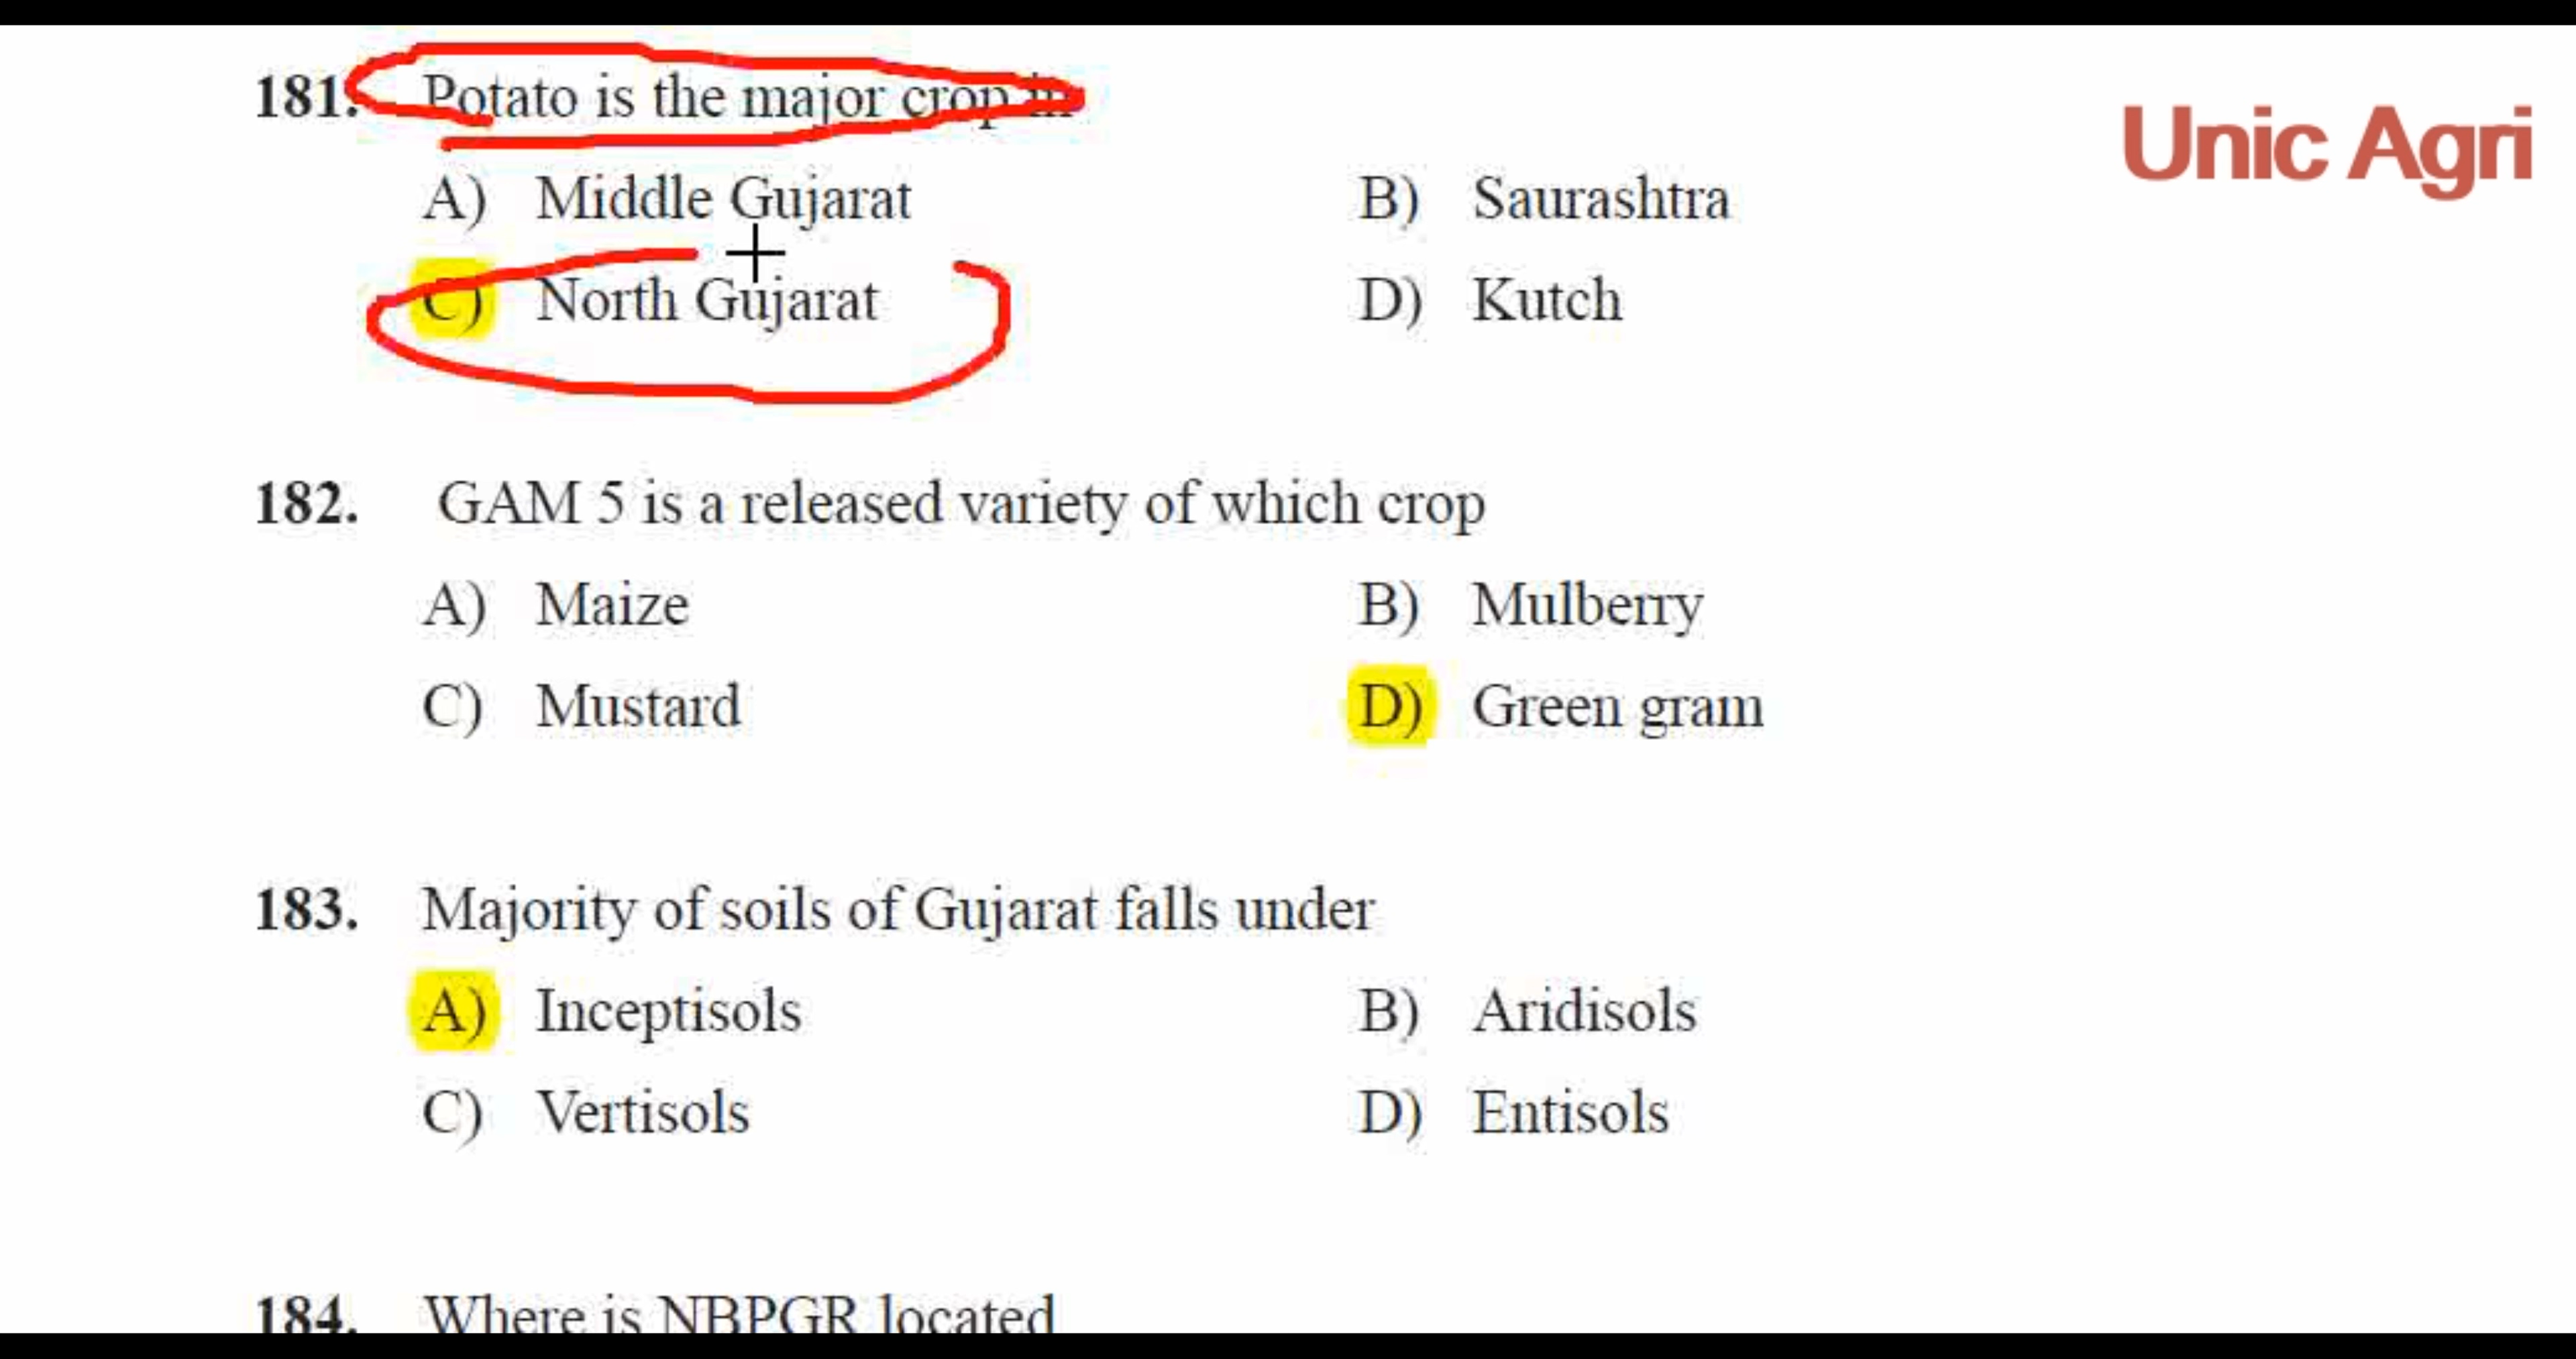 181. Potato is the major crop in
Unic Agri
A) Middle Gujarat B) Saurashtra
C) North Gujarat D) Kutch
182. GAM 5 is a released variety of which crop
A) Maize B) Mulberry
C) Mustard D) Green gram
183. Majority of soils of Gujarat falls under
A) Inceptisols B) Aridisols
C) Vertisols D) Entisols
184. Where is NBPGR located